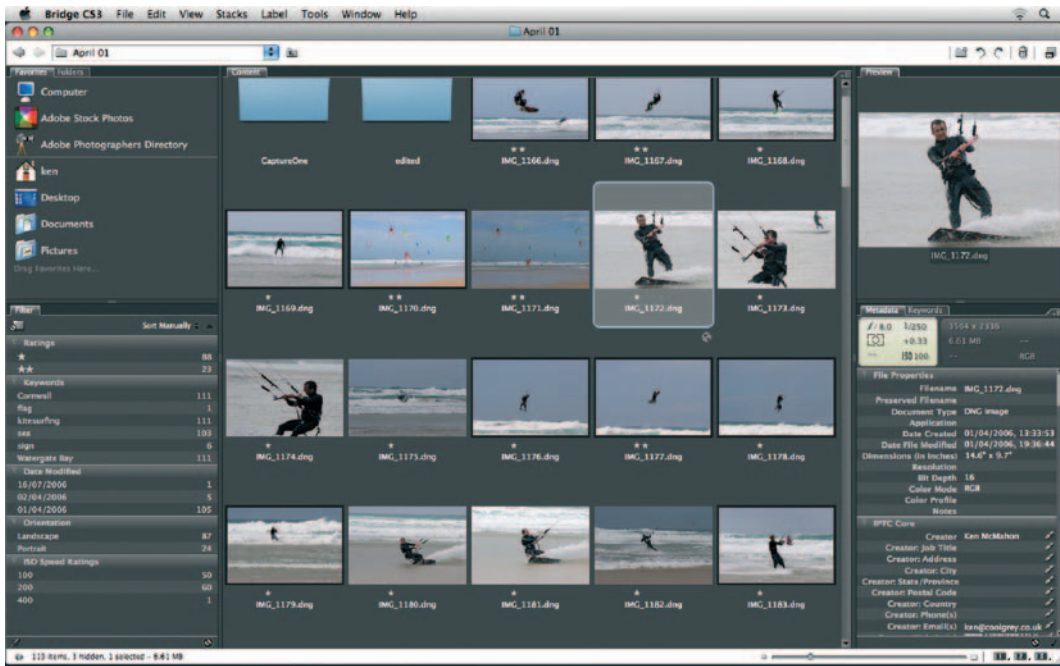 Bridge CS3 File Edit View Stacks Label Tools Window Help
April 01
April 01
Favorites Folders
Computer
Adobe Stock Photos
Adobe Photographers Directory
ken
Desktop
Documents
Pictures
Drag Favorites Here...
Filter
Sort Manually
Ratings
★ 88
★★ 23
Keywords
Cornwall 111
flag 1
kitesurfing 111
sea 103
sign 6
Watergate Bay 111
Date Modified
16/07/2006 1
02/04/2006 5
01/04/2006 105
Orientation
Landscape 87
Portrait 24
ISO Speed Ratings
100 50
200 60
400 1
Content
CaptureOne edited IMG_1166.dng IMG_1167.dng IMG_1168.dng
IMG_1169.dng IMG_1170.dng IMG_1171.dng IMG_1172.dng IMG_1173.dng
IMG_1174.dng IMG_1175.dng IMG_1176.dng IMG_1177.dng IMG_1178.dng
IMG_1179.dng IMG_1180.dng IMG_1181.dng IMG_1182.dng IMG_1183.dng
Preview
IMG_1172.dng
Metadata Keywords
f/8.0 1/250 3504 x 2336
+0.33 6.61 MB --
-- ISO 100 -- RGB
File Properties
Filename IMG_1172.dng
Preserved Filename
Document Type DNG image
Application
Date Created 01/04/2006, 13:33:53
Date File Modified 01/04/2006, 19:36:44
Dimensions (in inches) 14.6" x 9.7"
Resolution
Bit Depth 16
Color Mode RGB
Color Profile
Notes
IPTC Core
Creator Ken McMahon
Creator: Job Title
Creator: Address
Creator: City
Creator: State/Province
Creator: Postal Code
Creator: Country
Creator: Phone(s)
Creator: Email(s) ken@coolgrey.co.uk
113 items, 3 hidden, 1 selected - 6.61 MB
1 2 3